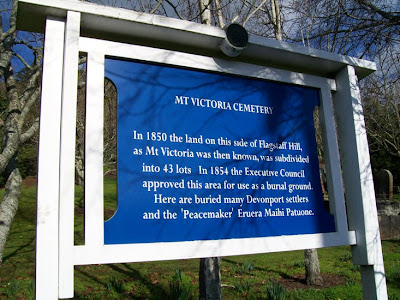 MT VICTORIA CEMETERY
In 1850 the land on this side of Flagstaff Hill,
as Mt Victoria was then known, was subdivided
into 43 lots In 1854 the Executive Council
approved this area for use as a burial ground.
Here are buried many Devonport settlers
and the 'Peacemaker' Eruera Maihi Patuone.